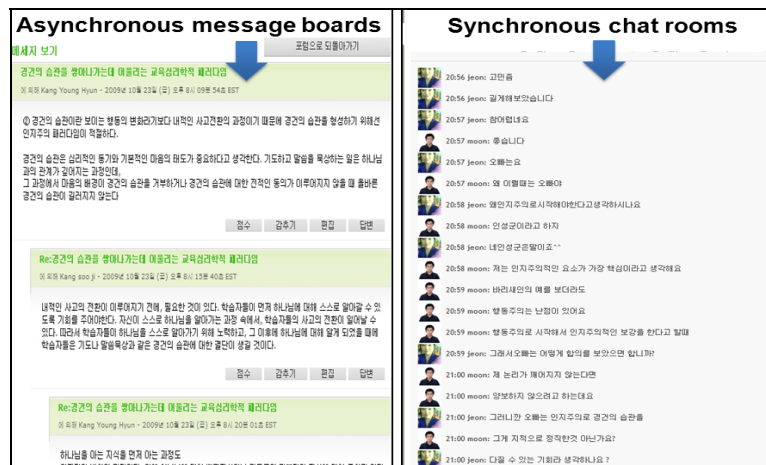 Asynchronous message boards
메세지 보기
포럼으로 되돌아가기
경건의 습관을 쌓아나가는데 어울리는 교육심리학적 패러다임
에 의해 Kang Young Hyun - 2009년 10월 23일 (금) 오후 8시 09분 54초 EST
② 경건의 습관이란 보이는 행동의 변화라기보다 내적인 사고전환의 과정이기 때문에 경건의 습관을 형성하기 위해선
인지주의 패러다임이 적절하다.
경건의 습관은 심리적인 동기와 기본적인 마음의 태도가 중요하다고 생각한다. 기도하고 말씀을 묵상하는 일은 하나님
과의 관계가 깊어지는 과정인데,
그 과정에서 마음의 배경이 경건의 습관을 거부하거나 경건의 습관에 대한 전적인 동의가 이루어지지 않을 때 올바른
경건의 습관이 길러지지 않는다
점수 감추기 편집 답변
Re:경건의 습관을 쌓아나가는데 어울리는 교육심리학적 패러다임
에 의해 Kang soo ji - 2009년 10월 23일 (금) 오후 8시 15분 40초 EST
내적인 사고의 전환이 이루어지기 전에, 필요한 것이 있다. 학습자들이 먼저 하나님에 대해 스스로 알아갈 수 있
도록 기회를 주어야한다. 자신이 스스로 하나님을 알아가는 과정 속에서, 학습자들의 사고의 전환이 일어날 수
있다. 따라서 학습자들이 하나님을 스스로 알아가기 위해 노력하고, 그 이후에 하나님에 대해 알게 되었을 때에
학습자들은 기도나 말씀묵상과 같은 경건의 습관에 대한 결단이 생길 것이다.
점수 감추기 편집 답변
Re:경건의 습관을 쌓아나가는데 어울리는 교육심리학적 패러다임
에 의해 Kang Young Hyun - 2009년 10월 23일 (금) 오후 8시 20분 01초 EST
하나님을 아는 지식을 먼저 아는 과정도
Synchronous chat rooms
20:56 jeon: 고민좀
20:56 jeon: 길게해보았습니다
20:57 jeon: 참어렵네요
20:57 moon: 좋습니다
20:57 jeon: 오빠는요
20:57 moon: 왜 이럴때는 오빠야
20:58 jeon: 왜인지주의로시작해야한다고생각하시나요
20:58 moon: 인성군이라고 하지
20:58 jeon: 네인성군은말이죠^^
20:58 moon: 저는 인지주의적인 요소가 가장 핵심이라고 생각해요
20:59 moon: 바리새인의 예를 보더라도
20:59 moon: 행동주의는 난점이 있어요
20:59 moon: 행동주의로 시작해서 인지주의적인 보강을 한다고 할때
20:59 jeon: 그래서오빠는 어떻게 합의를 보았으면 합니까?
21:00 moon: 제 논리가 깨어지지 않는다면
21:00 moon: 양보하지 않으려고 하는데요
21:00 jeon: 그러니깐 오빠는 인지주의로 경건의 습관을
21:00 moon: 그게 지적으로 정직한것 아닌가요?
21:00 jeon: 다질 수 있는 기회라 생각하나요 ?